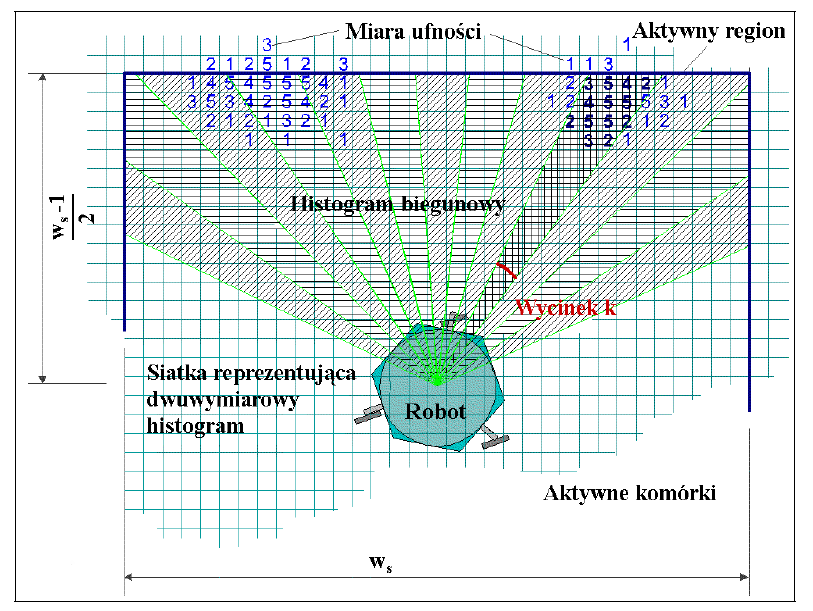 Miara ufności
Aktywny region
3 1
2 1 2 5 1 2 3 1 1 3
1 4 5 4 5 5 5 4 1 2 3 5 4 2 1
3 5 3 4 2 5 4 2 1 1 2 4 5 5 5 3 1
2 1 2 1 3 2 1 2 5 5 2 1 2
1 1 1 3 2 1
w_s-1
2
Histogram biegunowy
Wycinek k
Siatka reprezentująca
dwuwymiarowy
histogram
Robot
Aktywne komórki
w_s